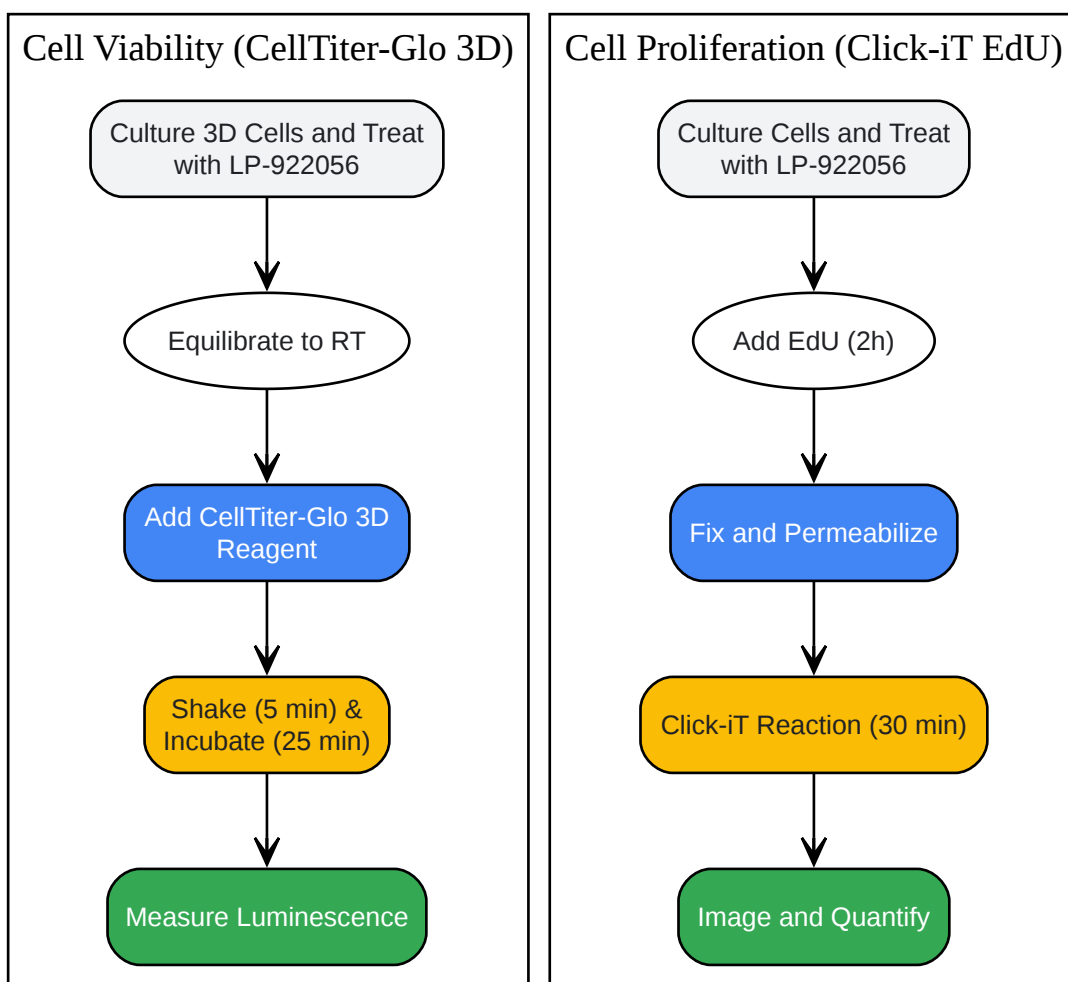 Cell Viability (CellTiter-Glo 3D)
Culture 3D Cells and Treat
with LP-922056
Equilibrate to RT
Add CellTiter-Glo 3D
Reagent
Shake (5 min) &
Incubate (25 min)
Measure Luminescence
Cell Proliferation (Click-iT EdU)
Culture Cells and Treat
with LP-922056
Add EdU (2h)
Fix and Permeabilize
Click-iT Reaction (30 min)
Image and Quantify